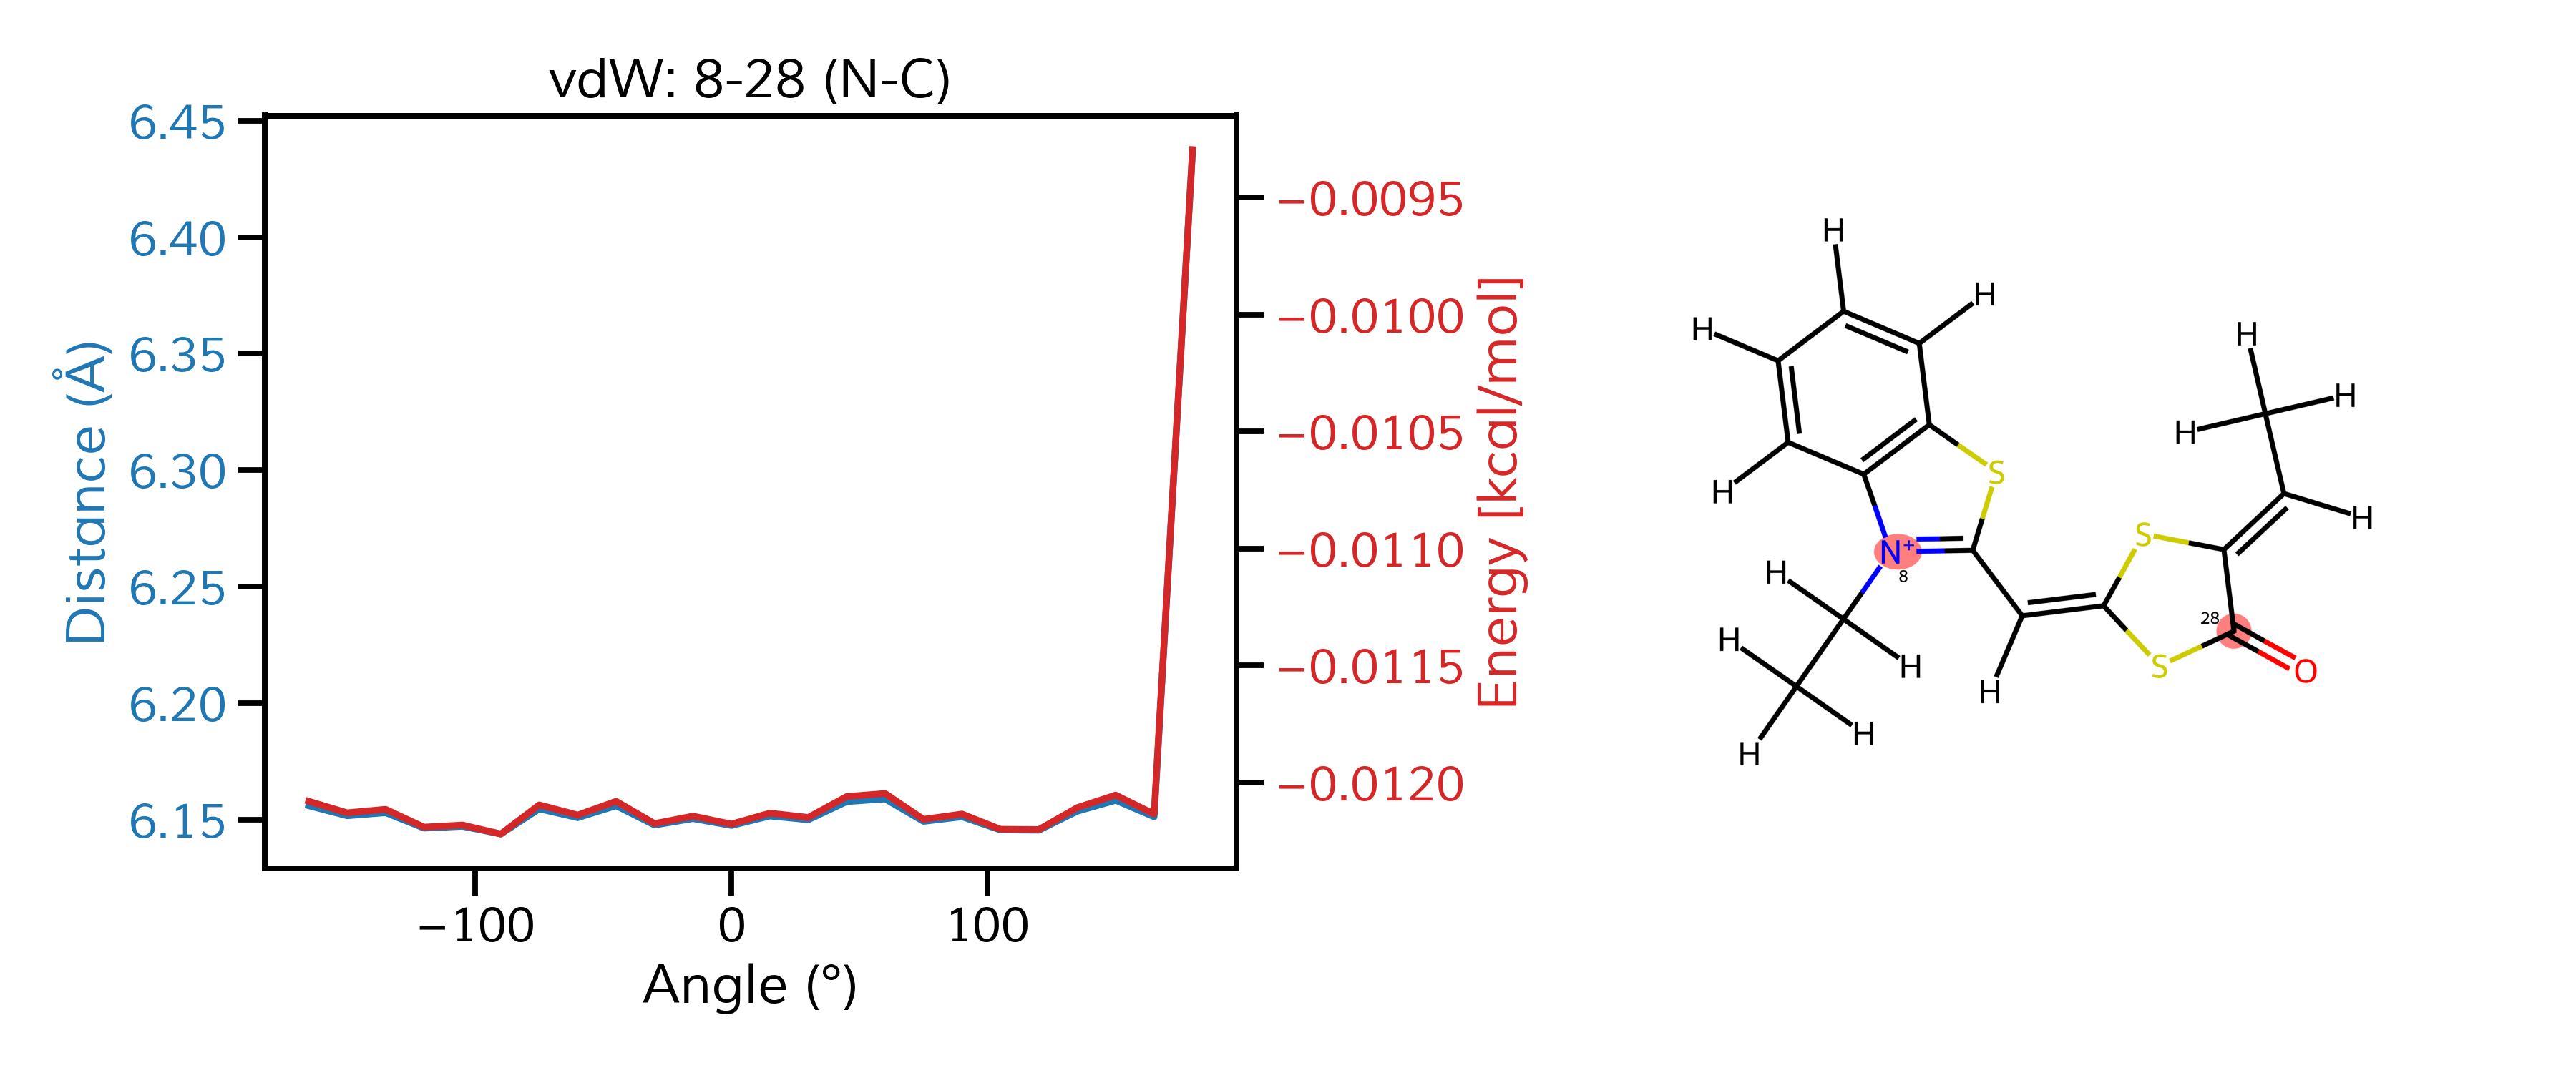 vdW: 8-28 (N-C)
6.45
6.40
6.35
6.30
6.25
6.20
6.15
Distance (Å)
−0.0095
−0.0100
−0.0105
−0.0110
−0.0115
−0.0120
Energy [kcal/mol]
−100
0
100
Angle (°)
H
H
H
H
H
H
H
S
H
S
N+
8
H
28
H
H
S
O
H
H
H
H